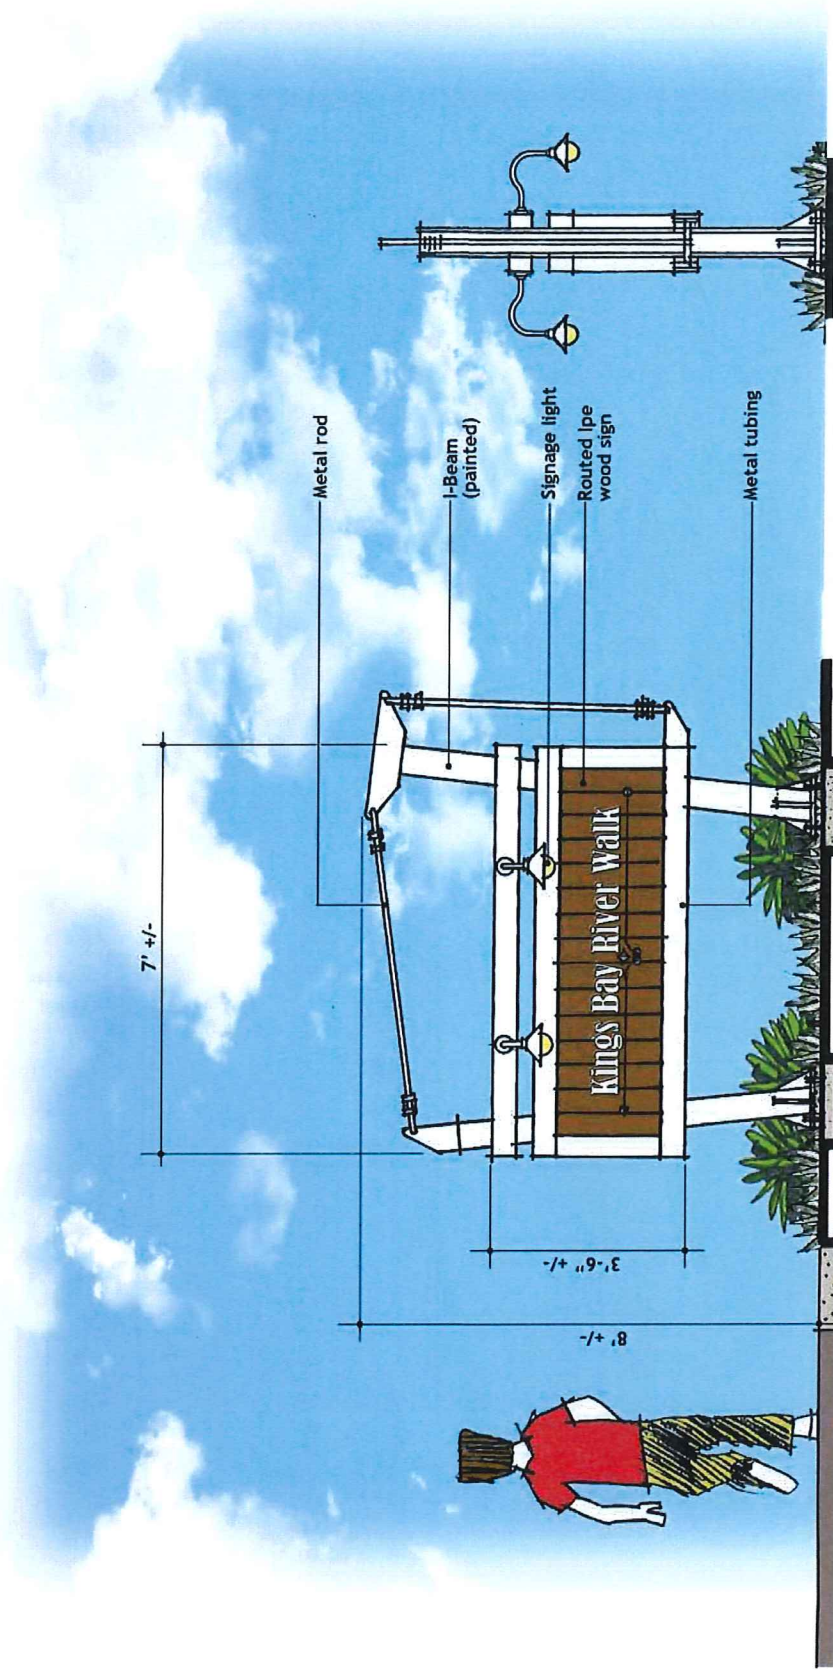 7' +/-
Metal rod
I-Beam
(painted)
Signage light
Routed Ipe
wood sign
Metal tubing
Kings Bay River Walk
3'-6" +/-
8' +/-